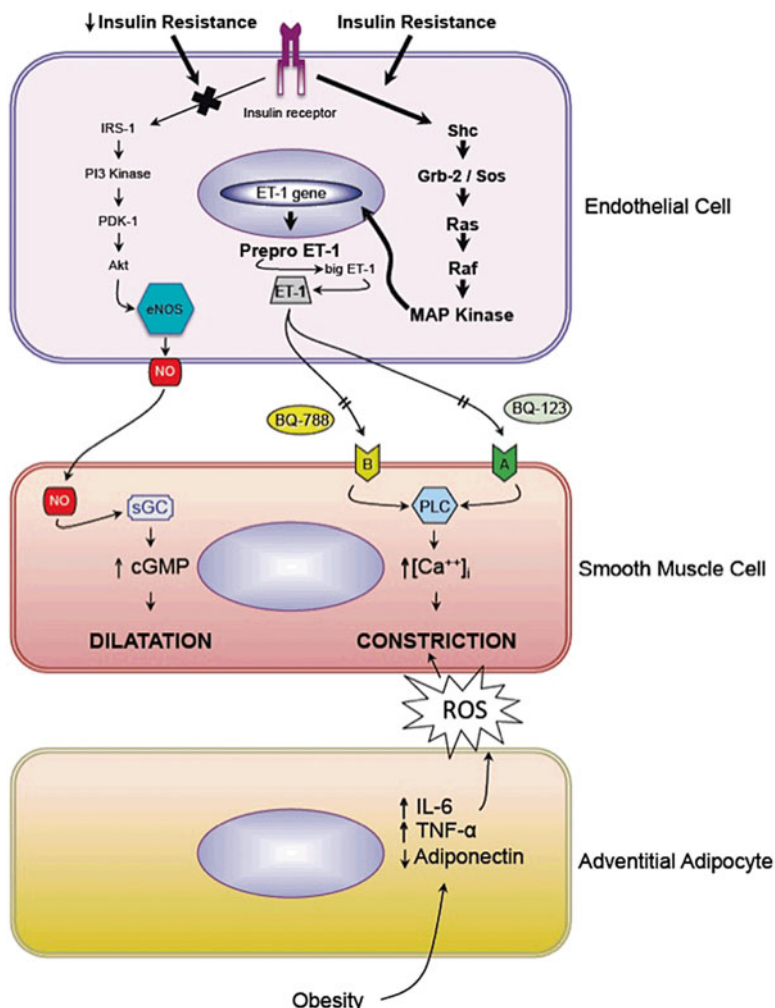 ↓ Insulin Resistance
Insulin Resistance
Insulin receptor
IRS-1
PI3 Kinase
PDK-1
Akt
eNOS
NO
ET-1 gene
Prepro ET-1
big ET-1
ET-1
Shc
Grb-2 / Sos
Ras
Raf
MAP Kinase
Endothelial Cell
BQ-788
BQ-123
B
A
NO
sGC
↑ cGMP
DILATATION
PLC
↑[Ca⁺⁺]ᵢ
CONSTRICTION
Smooth Muscle Cell
ROS
↑ IL-6
↑ TNF-α
↓ Adiponectin
Adventitial Adipocyte
Obesity